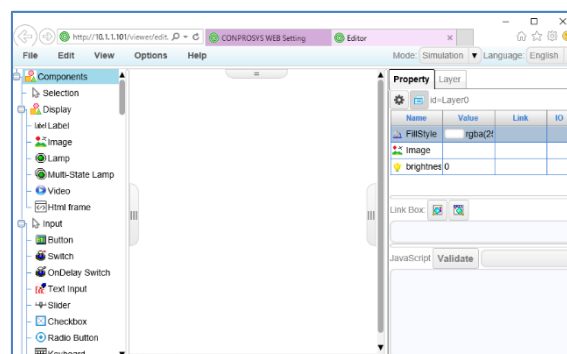 http://10.1.1.101/viewer/edit. CONPROSYS WEB Setting Editor
File Edit View Options Help Mode: Simulation Language: English
Components
Selection
Display
label Label
Image
Lamp
Multi-State Lamp
Video
Html frame
Input
Button
Switch
OnDelay Switch
Text Input
Slider
Checkbox
Radio Button
Keyboard
Property Layer
id=Layer0
Name Value Link IO
FillStyle rgba(25
Image
brightnes 0
Link Box:
JavaScript Validate